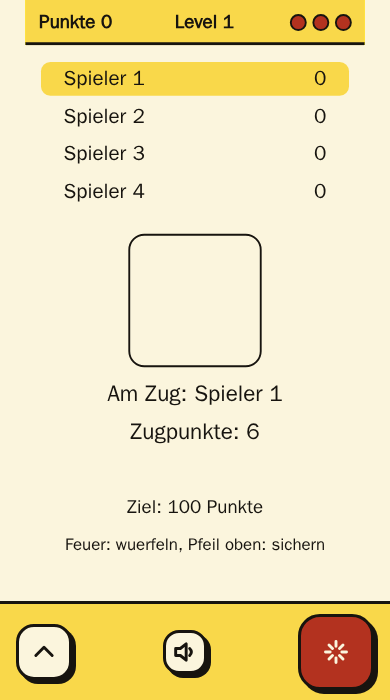 Punkte 0 Level 1
Spieler 1 0
Spieler 2 0
Spieler 3 0
Spieler 4 0
Am Zug: Spieler 1
Zugpunkte: 6
Ziel: 100 Punkte
Feuer: wuerfeln, Pfeil oben: sichern